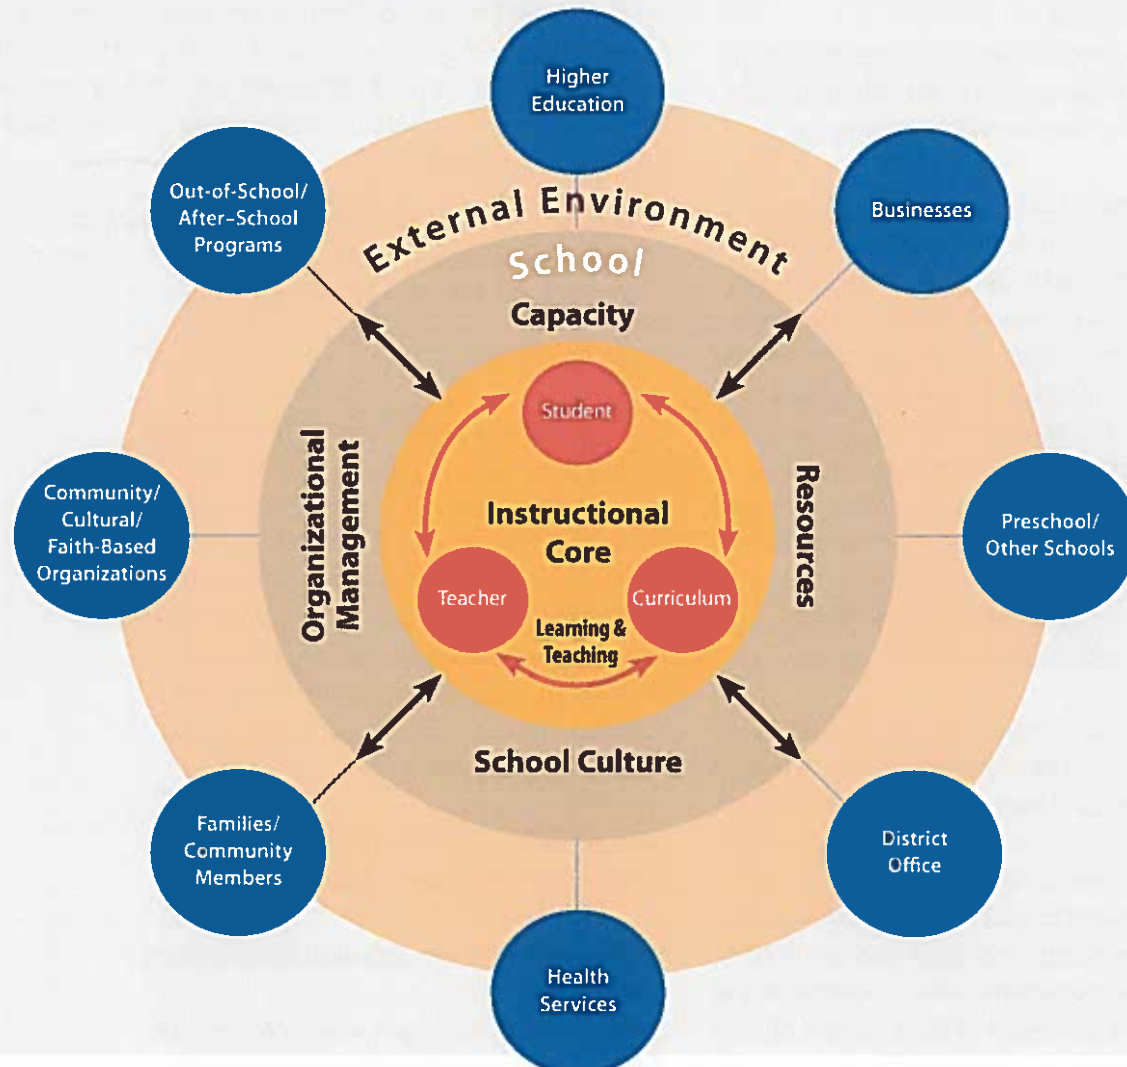 Higher
Education
Out-of-School/
After-School
Programs
Businesses
External Environment
School
Capacity
Student
Organizational
Management
Resources
Community/
Cultural/
Faith-Based
Organizations
Instructional
Core
Preschool/
Other Schools
Teacher
Curriculum
Learning &
Teaching
School Culture
Families/
Community
Members
District
Office
Health
Services